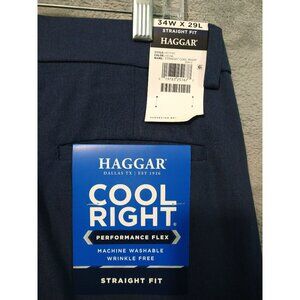 34W X 29L
STRAIGHT FIT
HAGGAR
HAGGAR
DALLAS TX | EST 1926
COOL
RIGHT
PERFORMANCE FLEX
MACHINE WASHABLE
WRINKLE FREE
STRAIGHT FIT